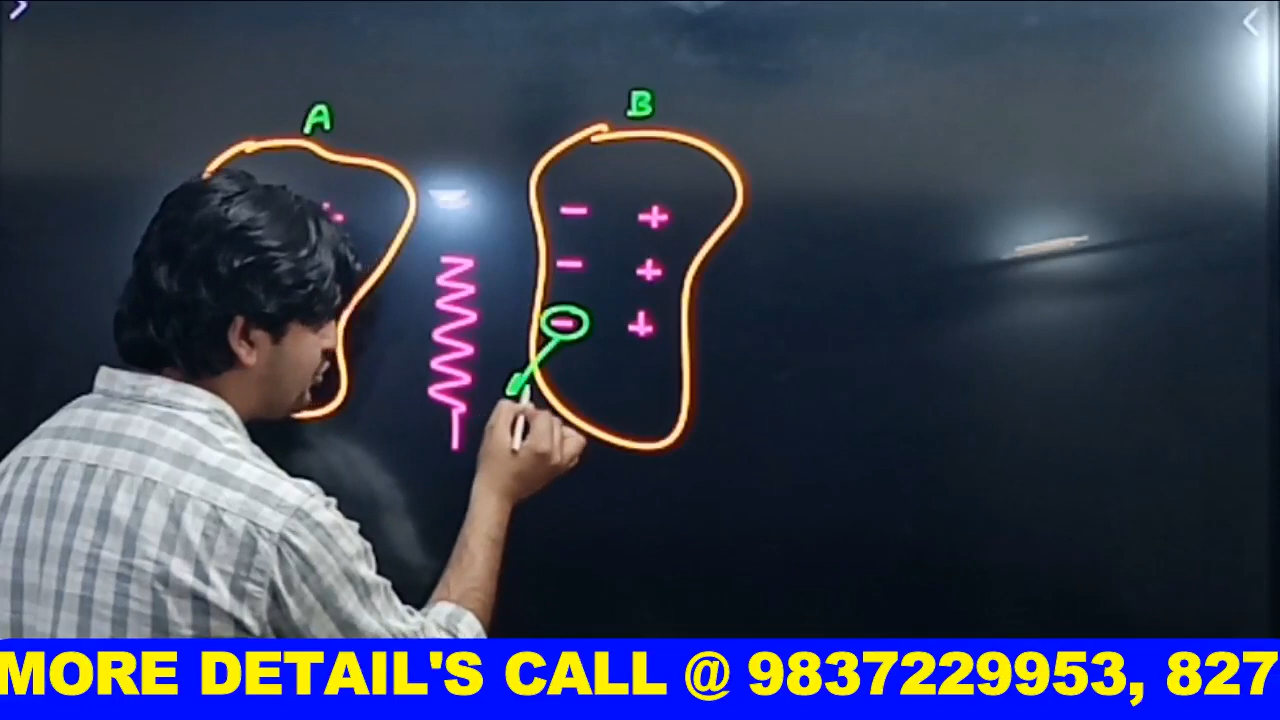 A B
- +
- +
- +
MORE DETAIL'S CALL @ 9837229953, 827